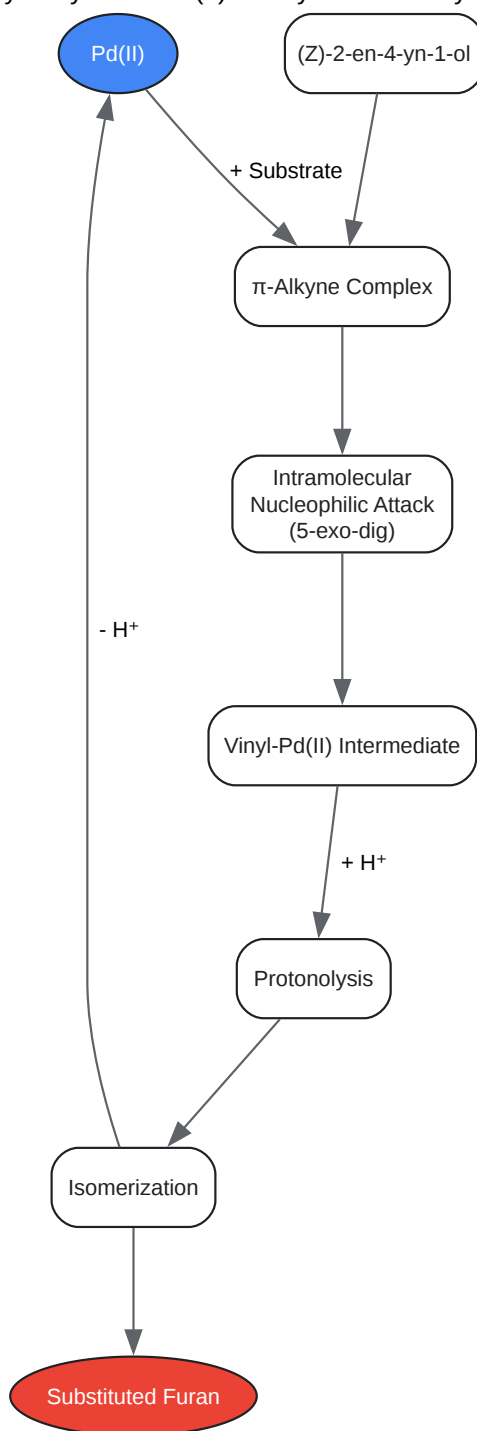 Pd(II)
(Z)-2-en-4-yn-1-ol
+ Substrate
π-Alkyne Complex
Intramolecular
Nucleophilic Attack
(5-exo-dig)
- H⁺
Vinyl-Pd(II) Intermediate
+ H⁺
Protonolysis
Isomerization
Substituted Furan